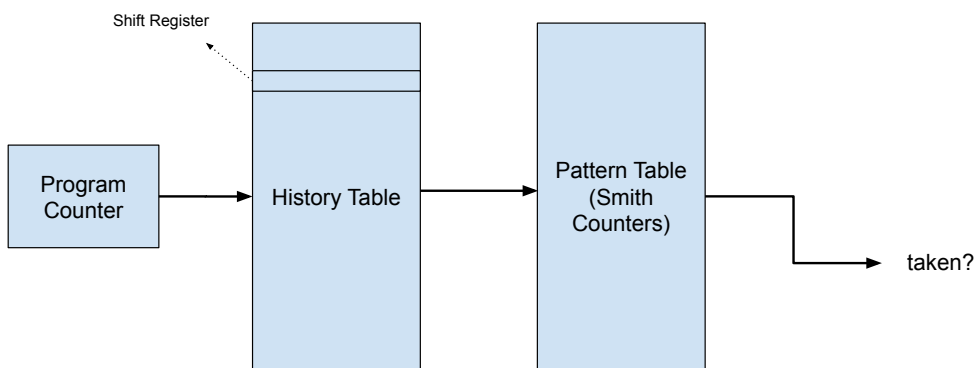 Shift Register
Program
Counter
History Table
Pattern Table
(Smith
Counters)
taken?